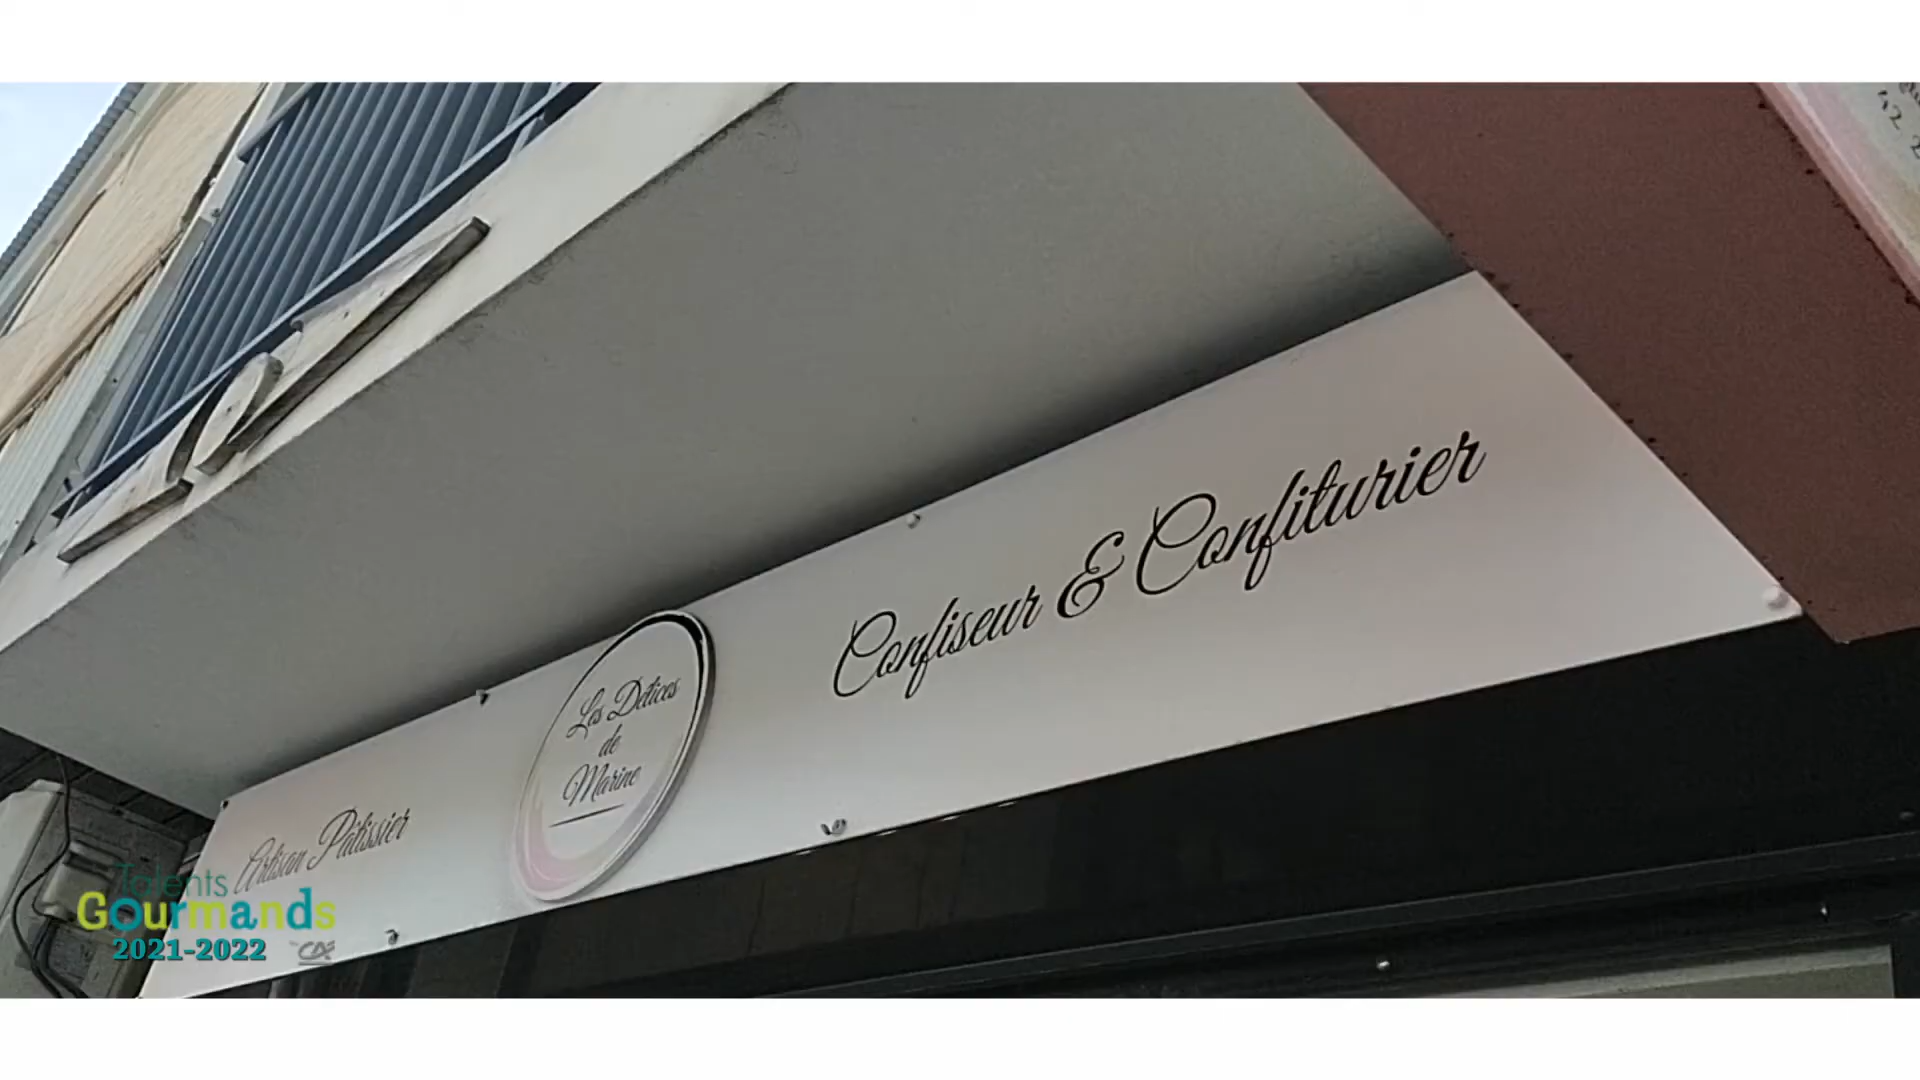 Artisan Pâtissier
Les Délices
de
Marine
Confiseur & Confiturier
Talents
Gourmands
2021-2022